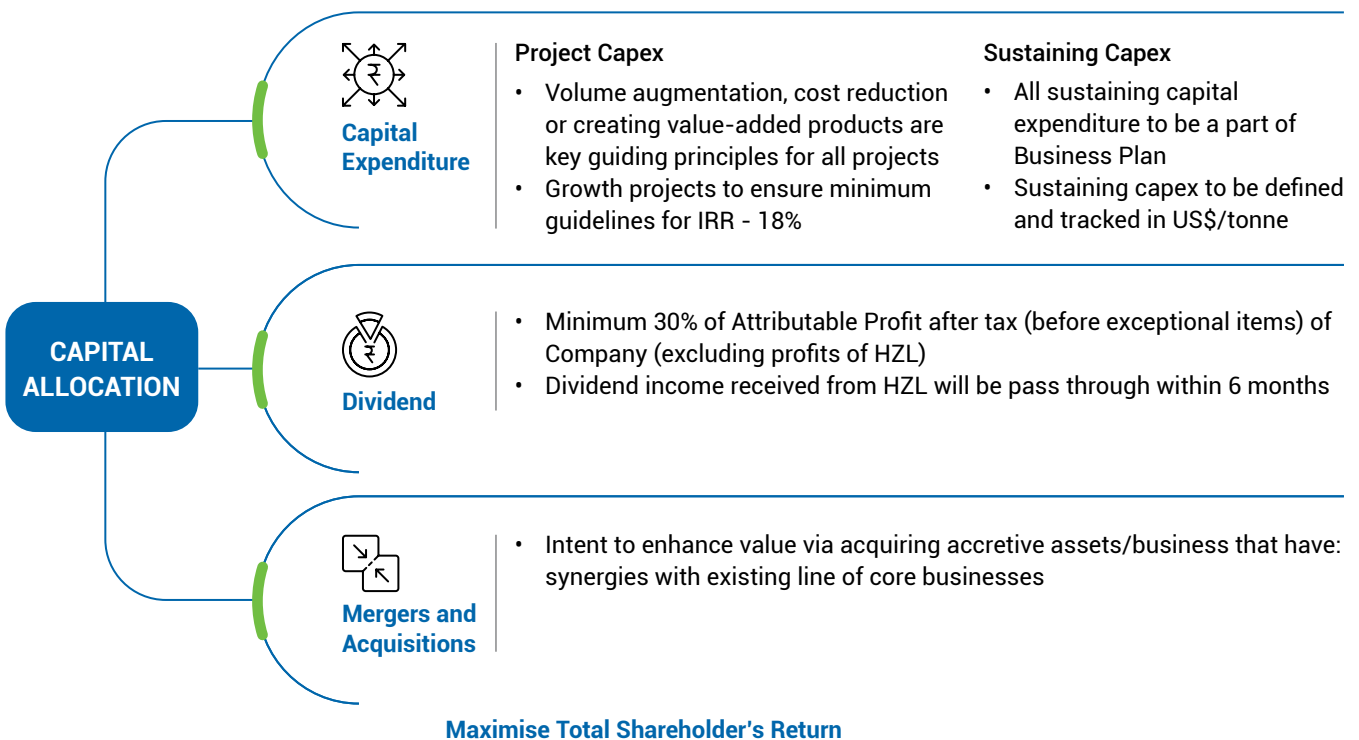 CAPITAL
ALLOCATION
₹
Capital
Expenditure
Project Capex
• Volume augmentation, cost reduction
or creating value-added products are
key guiding principles for all projects
• Growth projects to ensure minimum
guidelines for IRR - 18%
Sustaining Capex
• All sustaining capital
expenditure to be a part of
Business Plan
• Sustaining capex to be defined
and tracked in US$/tonne
₹
Dividend
• Minimum 30% of Attributable Profit after tax (before exceptional items) of
Company (excluding profits of HZL)
• Dividend income received from HZL will be pass through within 6 months
Mergers and
Acquisitions
• Intent to enhance value via acquiring accretive assets/business that have:
synergies with existing line of core businesses
Maximise Total Shareholder's Return